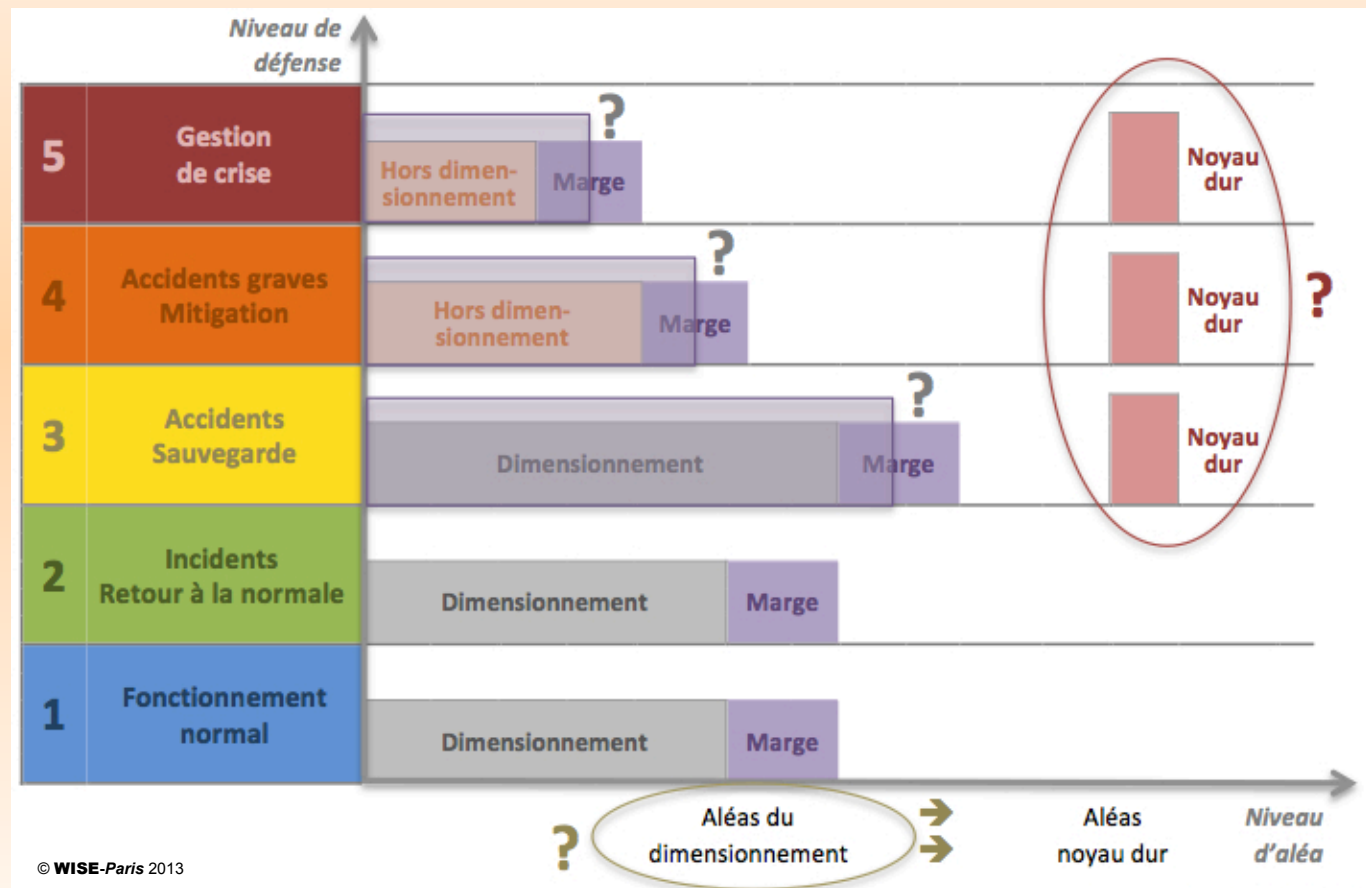 Niveau de
défense
5
Gestion
de crise
Hors dimen-
sionnement
Marge
?
Noyau
dur
4
Accidents graves
Mitigation
Hors dimen-
sionnement
Marge
?
Noyau
dur
?
3
Accidents
Sauvegarde
Dimensionnement
Marge
?
Noyau
dur
2
Incidents
Retour à la normale
Dimensionnement
Marge
1
Fonctionnement
normal
Dimensionnement
Marge
?
Aléas du
dimensionnement
Aléas
noyau dur
Niveau
d'aléa
© WISE-Paris 2013